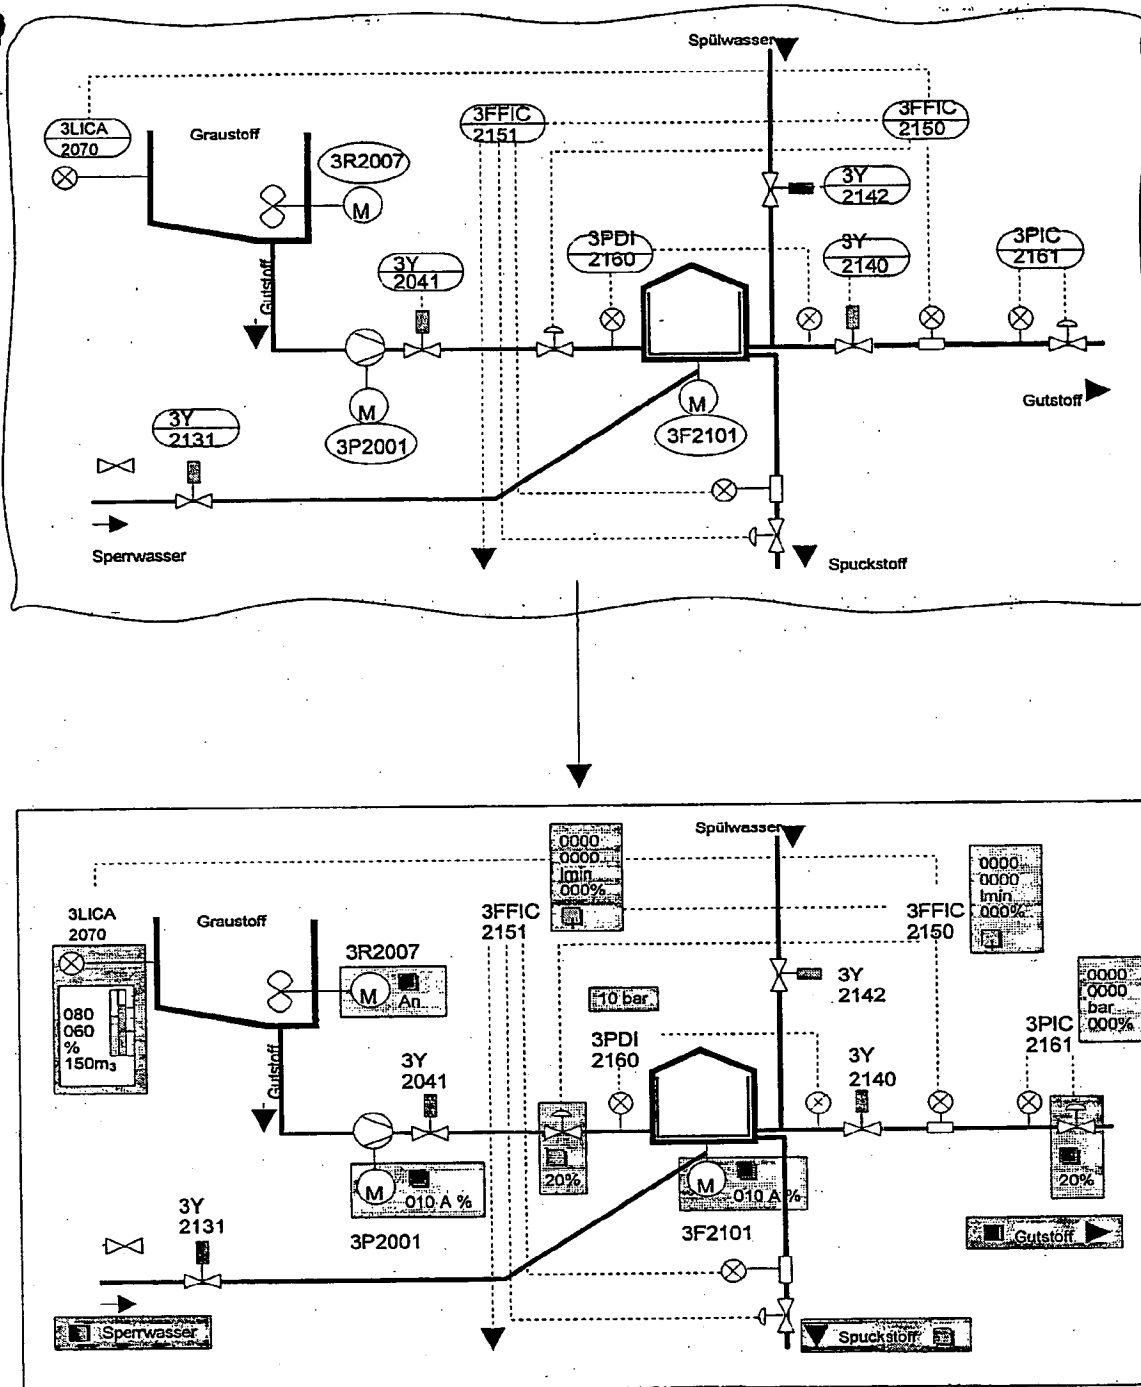 Spülwasser
3LICA
2070
Graustoff
3R2007
M
3FFIC
2151
3FFIC
2150
3Y
2142
3Y
2041
3PDI
2160
3Y
2140
3PIC
2161
Gutstoff
M
3P2001
M
3F2101
Gutstoff
3Y
2131
Sperrwasser
Spuckstoff
Spülwasser
0000
0000
lmin
000%
0000
0000
lmin
000%
3LICA
2070
Graustoff
3R2007
M
An
3FFIC
2151
3FFIC
2150
3Y
2142
0000
0000
bar
000%
080
060
%
150m3
10 bar
3PDI
2160
3Y
2041
3Y
2140
3PIC
2161
Gutstoff
M
010 A %
3P2001
20%
M
010 A %
3F2101
20%
Gutstoff
3Y
2131
Sperrwasser
Spuckstoff